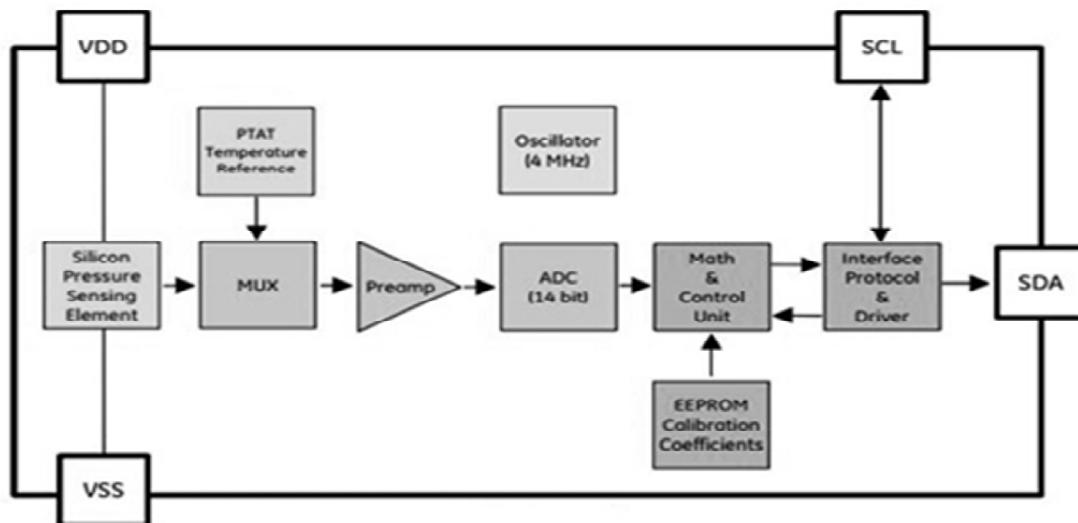 VDD
SCL
PTAT
Temperature
Reference
Oscillator
(4 MHz)
Silicon
Pressure
Sensing
Element
MUX
Preamp
ADC
(14 bit)
Math
&
Control
Unit
Interface
Protocol
&
Driver
SDA
EEPROM
Calibration
Coefficients
VSS